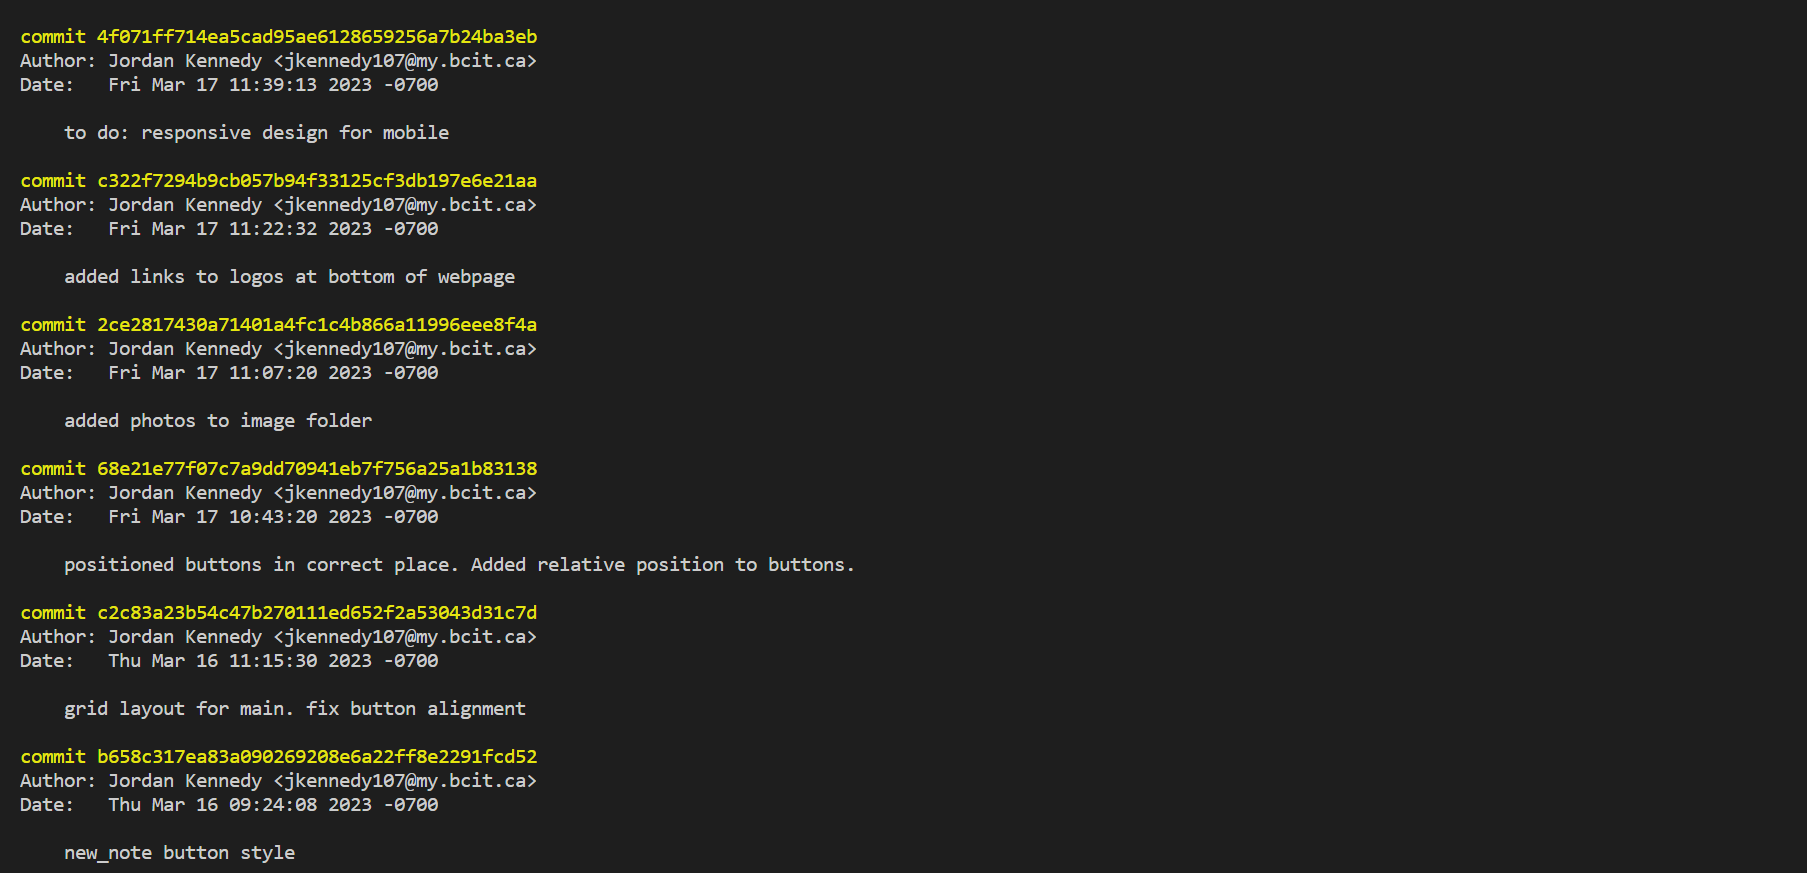 commit 4f071ff714ea5cad95ae6128659256a7b24ba3eb
Author: Jordan Kennedy <jkennedy107@my.bcit.ca>
Date:   Fri Mar 17 11:39:13 2023 -0700
to do: responsive design for mobile
commit c322f7294b9cb057b94f33125cf3db197e6e21aa
Author: Jordan Kennedy <jkennedy107@my.bcit.ca>
Date:   Fri Mar 17 11:22:32 2023 -0700
added links to logos at bottom of webpage
commit 2ce2817430a71401a4fc1c4b866a11996eee8f4a
Author: Jordan Kennedy <jkennedy107@my.bcit.ca>
Date:   Fri Mar 17 11:07:20 2023 -0700
added photos to image folder
commit 68e21e77f07c7a9dd70941eb7f756a25a1b83138
Author: Jordan Kennedy <jkennedy107@my.bcit.ca>
Date:   Fri Mar 17 10:43:20 2023 -0700
positioned buttons in correct place. Added relative position to buttons.
commit c2c83a23b54c47b270111ed652f2a53043d31c7d
Author: Jordan Kennedy <jkennedy107@my.bcit.ca>
Date:   Thu Mar 16 11:15:30 2023 -0700
grid layout for main. fix button alignment
commit b658c317ea83a090269208e6a22ff8e2291fcd52
Author: Jordan Kennedy <jkennedy107@my.bcit.ca>
Date:   Thu Mar 16 09:24:08 2023 -0700
new_note button style